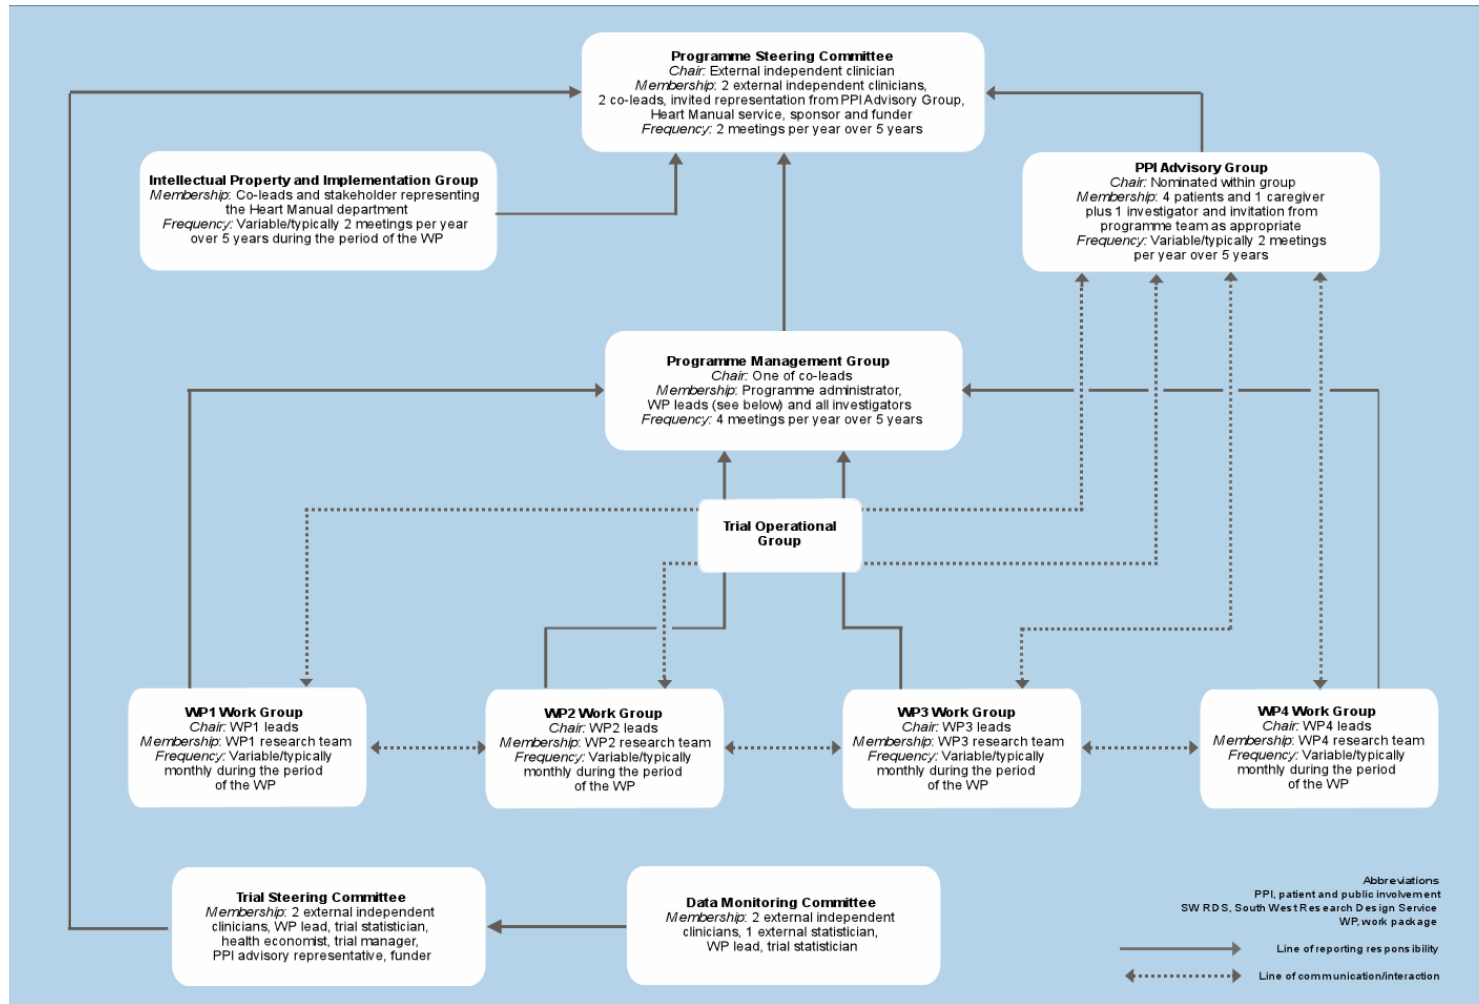 Programme Steering Committee
Chair: External independent clinician
Membership: 2 external independent clinicians,
2 co-leads, invited representation from PPI Advisory Group,
Heart Manual service, sponsor and funder
Frequency: 2 meetings per year over 5 years
Intellectual Property and Implementation Group
Membership: Co-leads and stakeholder representing
the Heart Manual department
Frequency: Variable/typically 2 meetings per year
over 5 years during the period of the WP
PPI Advisory Group
Chair: Nominated within group
Membership: 4 patients and 1 caregiver
plus 1 investigator and invitation from
programme team as appropriate
Frequency: Variable/typically 2 meetings
per year over 5 years
Programme Management Group
Chair: One of co-leads
Membership: Programme administrator,
WP leads (see below) and all investigators
Frequency: 4 meetings per year over 5 years
Trial Operational
Group
WP1 Work Group
Chair: WP1 leads
Membership: WP1 research team
Frequency: Variable/typically
monthly during the period
of the WP
WP2 Work Group
Chair: WP2 leads
Membership: WP2 research team
Frequency: Variable/typically
monthly during the period
of the WP
WP3 Work Group
Chair: WP3 leads
Membership: WP3 research team
Frequency: Variable/typically
monthly during the period
of the WP
WP4 Work Group
Chair: WP4 leads
Membership: WP4 research team
Frequency: Variable/typically
monthly during the period
of the WP
Trial Steering Committee
Membership: 2 external independent
clinicians, WP lead, trial statistician,
health economist, trial manager,
PPI advisory representative, funder
Data Monitoring Committee
Membership: 2 external independent
clinicians, 1 external statistician,
WP lead, trial statistician
Abbreviations
PPI, patient and public involvement
SW RDS, South West Research Design Service
WP, work package
Line of reporting responsibility
Line of communication/interaction